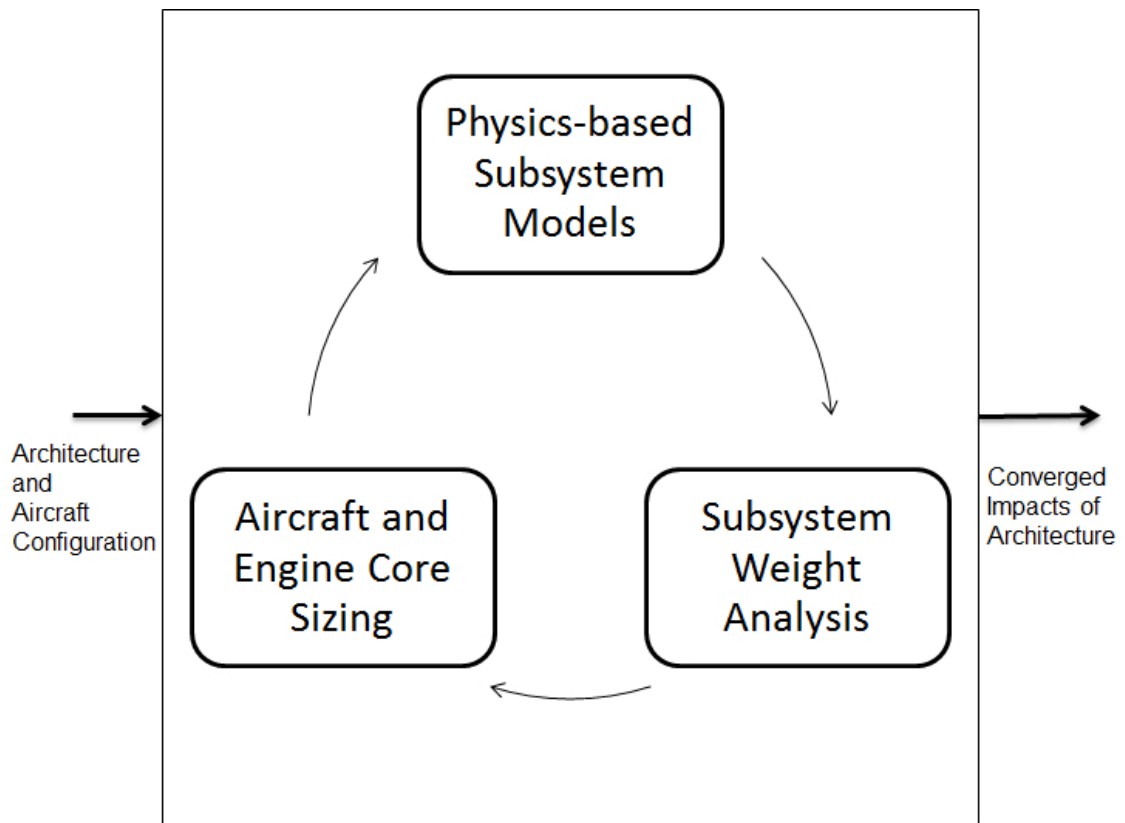 Physics-based
Subsystem
Models
Architecture
and
Aircraft
Configuration
Aircraft and
Engine Core
Sizing
Subsystem
Weight
Analysis
Converged
Impacts of
Architecture